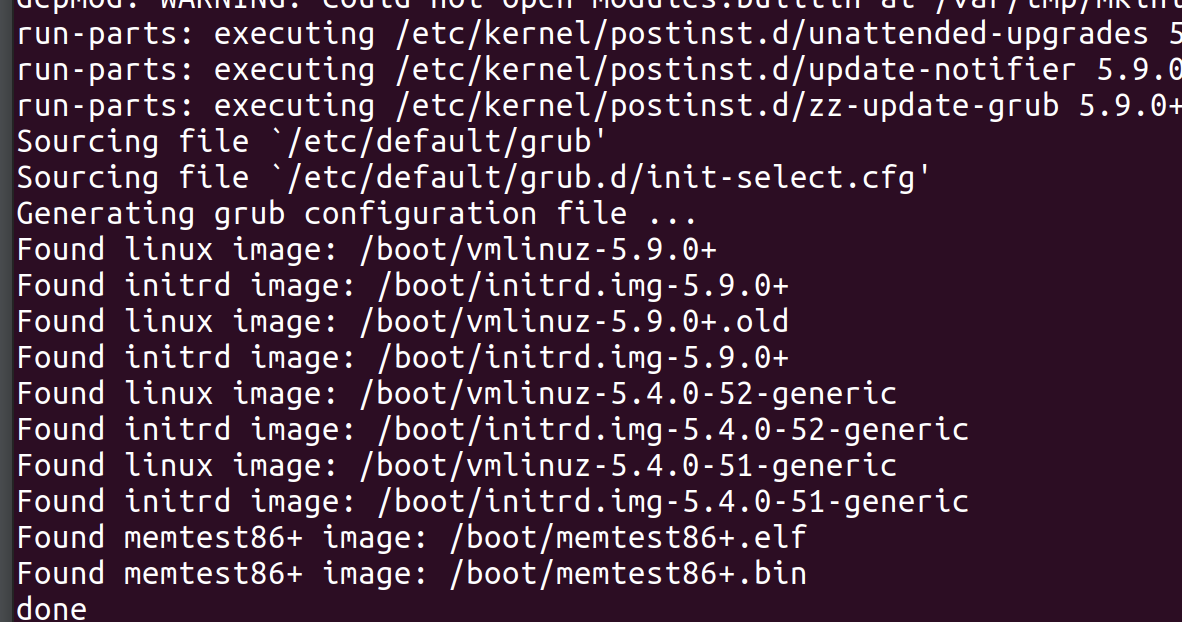 depmod: WARNING: could not open modules.builtin at /var/tmp/mkini
run-parts: executing /etc/kernel/postinst.d/unattended-upgrades 5
run-parts: executing /etc/kernel/postinst.d/update-notifier 5.9.0
run-parts: executing /etc/kernel/postinst.d/zz-update-grub 5.9.0+
Sourcing file `/etc/default/grub'
Sourcing file `/etc/default/grub.d/init-select.cfg'
Generating grub configuration file ...
Found linux image: /boot/vmlinuz-5.9.0+
Found initrd image: /boot/initrd.img-5.9.0+
Found linux image: /boot/vmlinuz-5.9.0+.old
Found initrd image: /boot/initrd.img-5.9.0+
Found linux image: /boot/vmlinuz-5.4.0-52-generic
Found initrd image: /boot/initrd.img-5.4.0-52-generic
Found linux image: /boot/vmlinuz-5.4.0-51-generic
Found initrd image: /boot/initrd.img-5.4.0-51-generic
Found memtest86+ image: /boot/memtest86+.elf
Found memtest86+ image: /boot/memtest86+.bin
done